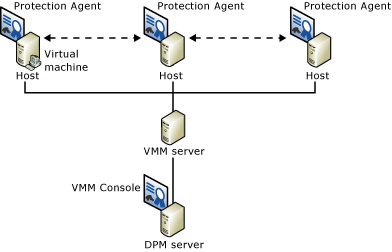 Protection Agent
Protection Agent
Protection Agent
Virtual
machine
Host
Host
Host
VMM server
VMM Console
DPM server